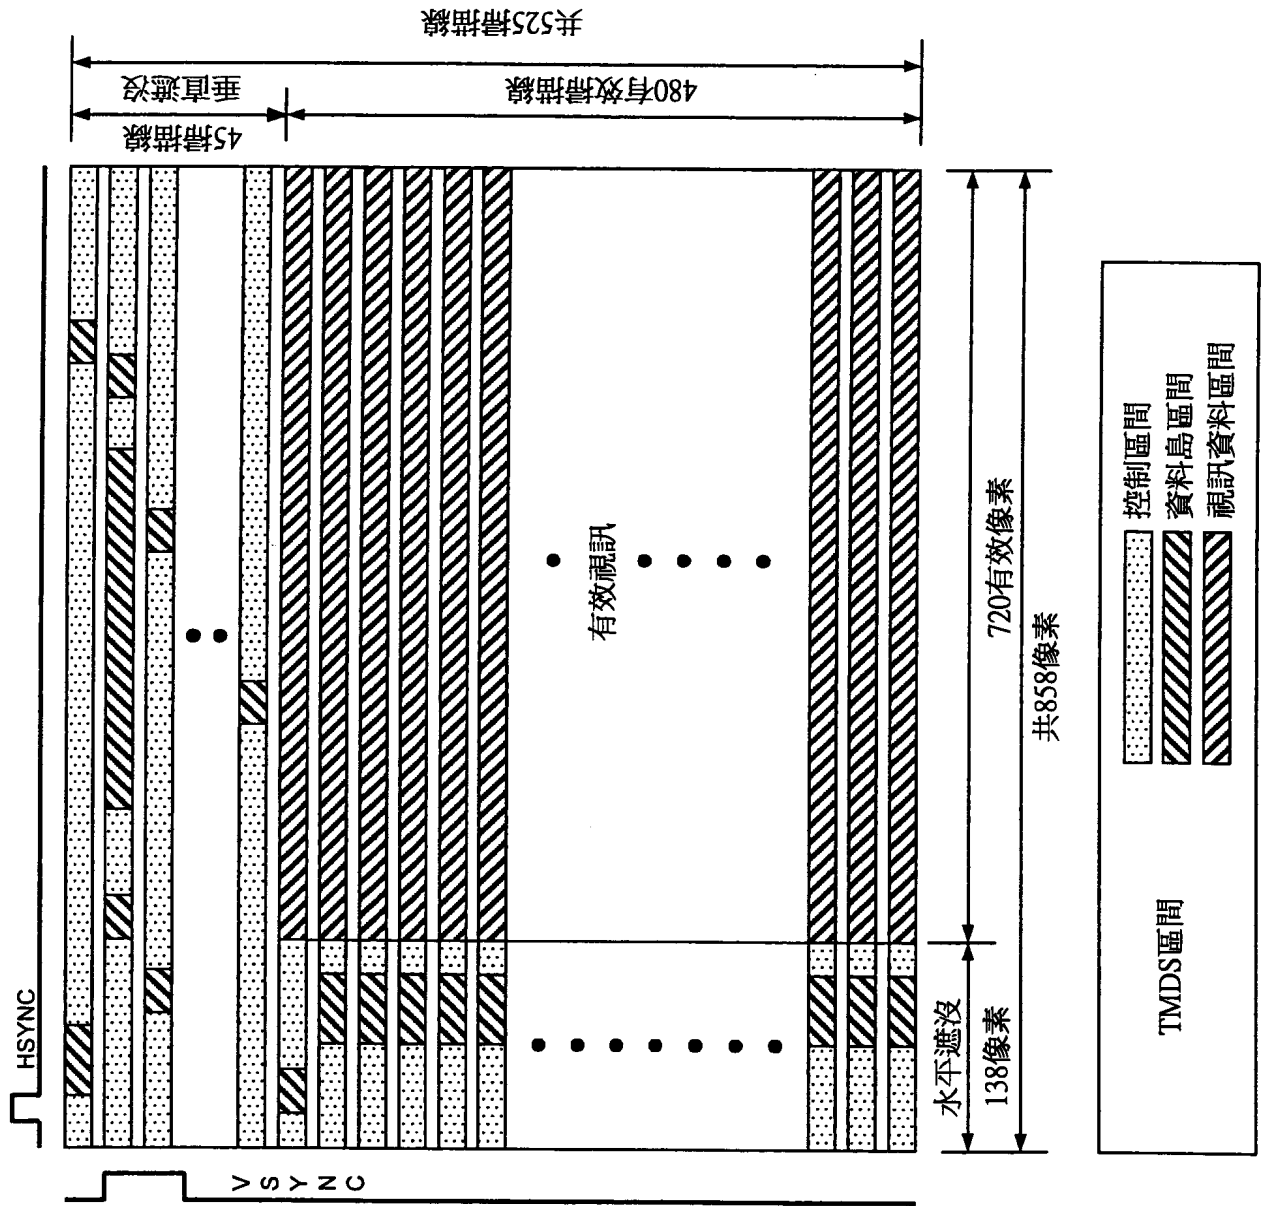 HSYNC
VSYNC
垂直遮沒
45掃描線
480有效掃描線
共525掃描線
有效視訊
水平遮沒
138像素
720有效像素
共858像素
TMDS區間
控制區間
資料島區間
視訊資料區間